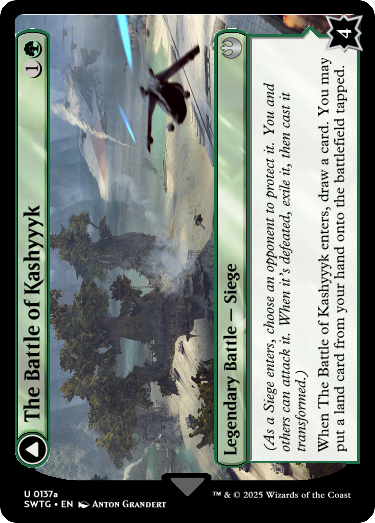 The Battle of Kashyyyk
1
Legendary Battle — Siege
(As a Siege enters, choose an opponent to protect it. You and
others can attack it. When it's defeated, exile it, then cast it
transformed.)
When The Battle of Kashyyyk enters, draw a card. You may
put a land card from your hand onto the battlefield tapped.
4
U 0137a
SWTG • EN Anton Grandert
™ & © 2025 Wizards of the Coast